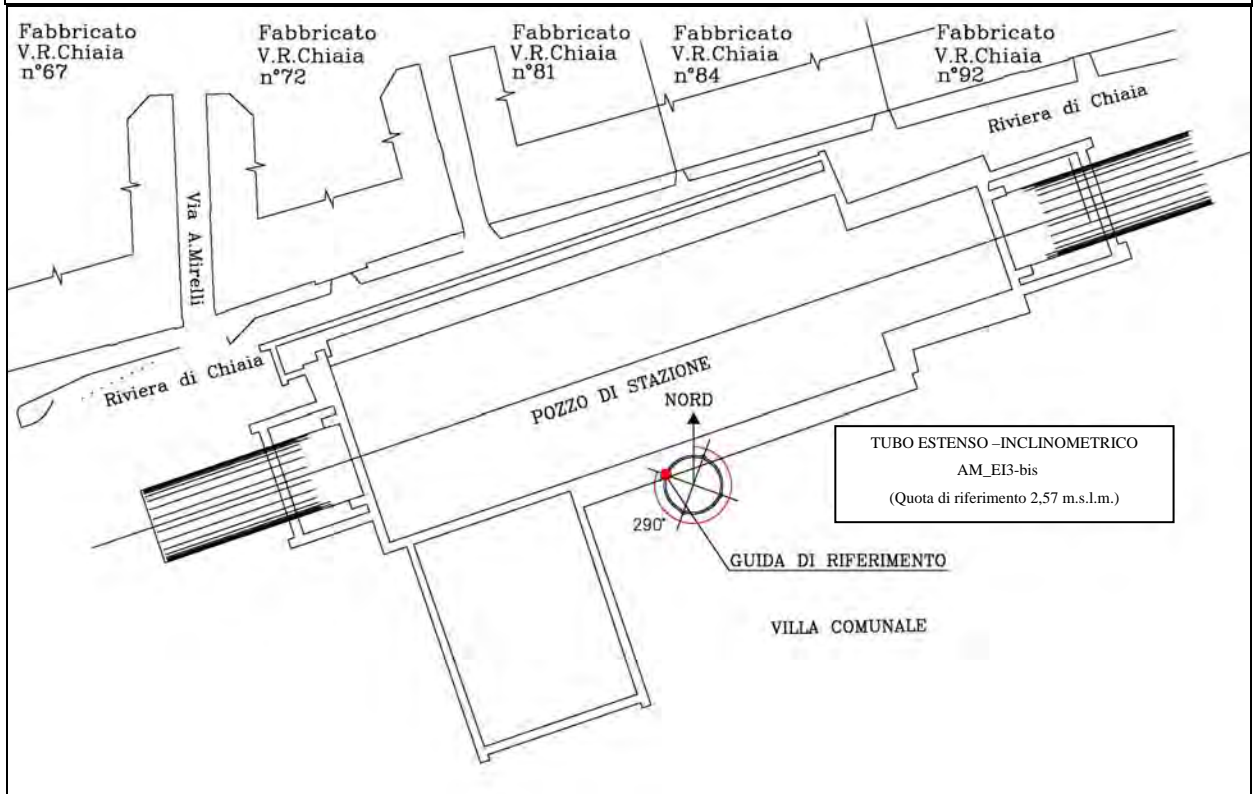 Fabbricato
V.R.Chiaia
n°67
Fabbricato
V.R.Chiaia
n°72
Fabbricato
V.R.Chiaia
n°81
Fabbricato
V.R.Chiaia
n°84
Fabbricato
V.R.Chiaia
n°92
Riviera di Chiaia
Via A.Mirelli
Riviera di Chiaia
POZZO DI STAZIONE
NORD
TUBO ESTENSO –INCLINOMETRICO
AM_EI3-bis
(Quota di riferimento 2,57 m.s.l.m.)
290°
GUIDA DI RIFERIMENTO
VILLA COMUNALE